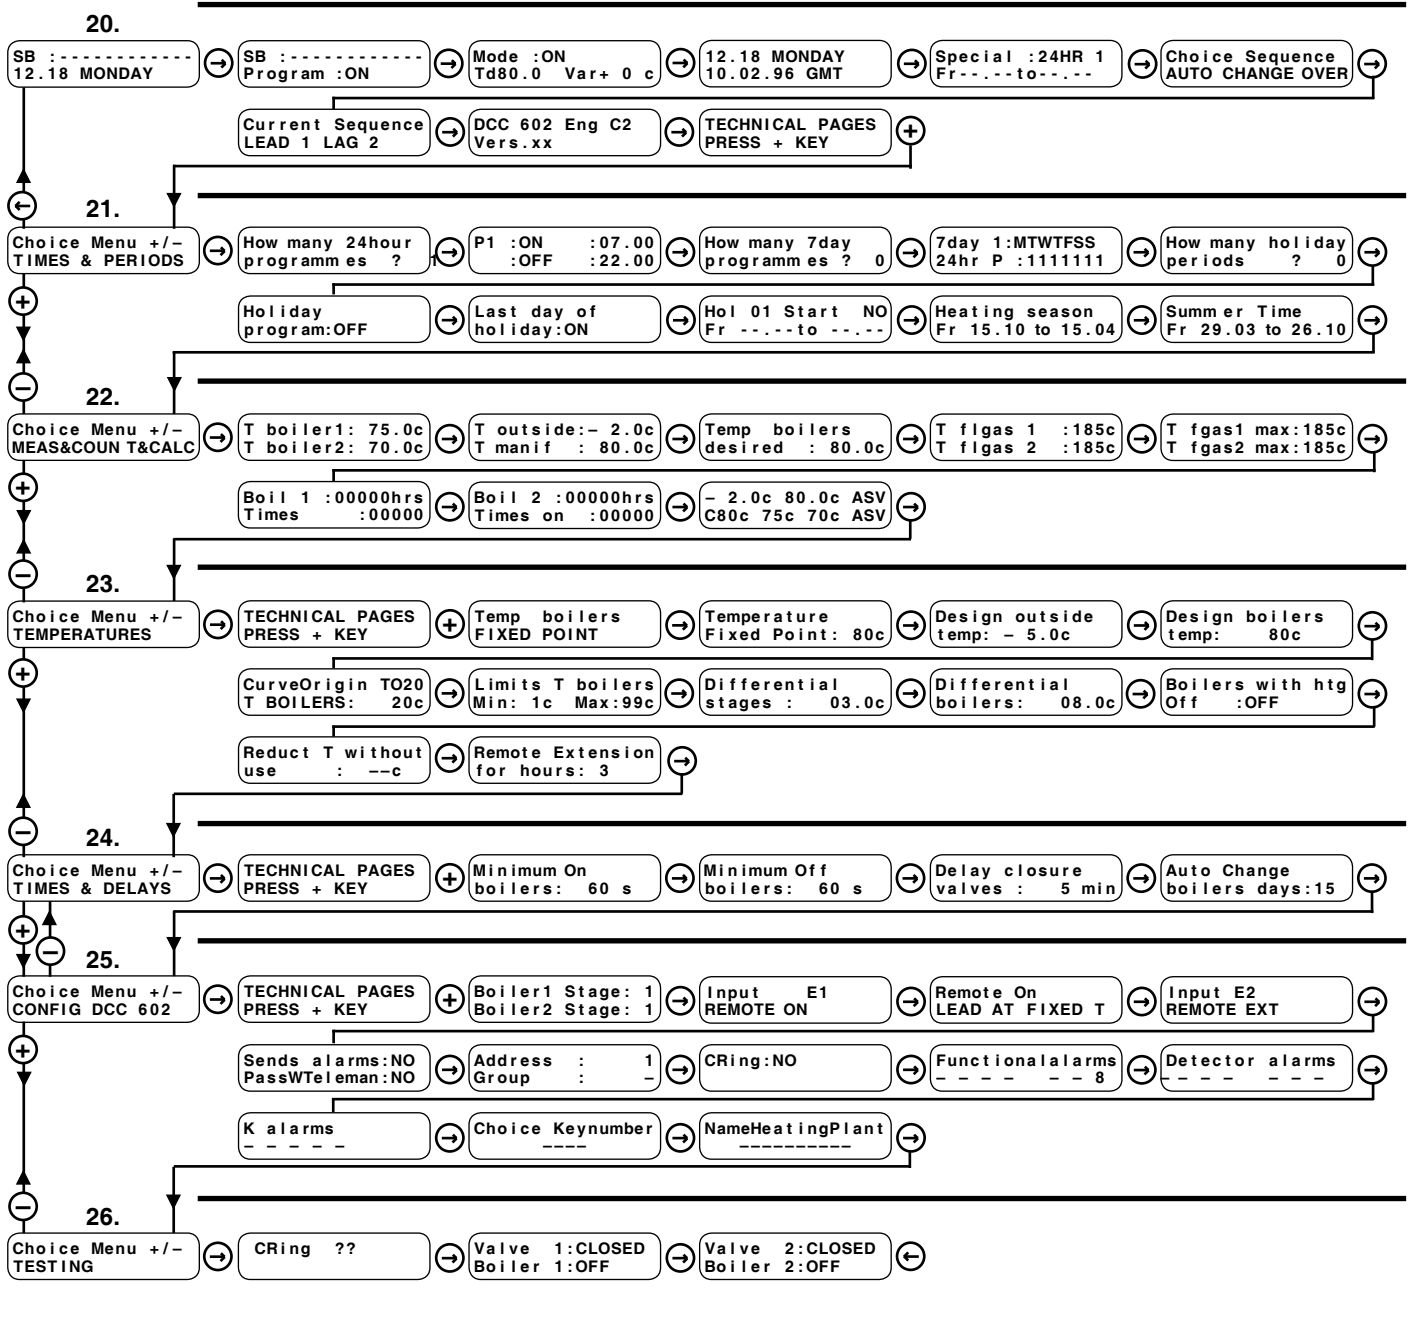 20.
SB :------------
12.18 MONDAY
SB :------------
Program :ON
Mode :ON
Td80.0 Var+ 0 c
12.18 MONDAY
10.02.96 GMT
Special :24HR 1
Fr--.--to--.--
Choice Sequence
AUTO CHANGE OVER
Current Sequence
LEAD 1 LAG 2
DCC 602 Eng C2
Vers.xx
TECHNICAL PAGES
PRESS + KEY
21.
Choice Menu +/–
TIMES & PERIODS
How many 24hour
programmes ? 1
P1 :ON :07.00
:OFF :22.00
How many 7day
programmes ? 0
7day 1:MTWTFSS
24hr P :1111111
How many holiday
periods ? 0
Holiday
program:OFF
Last day of
holiday:ON
Hol 01 Start NO
Fr --.--to --.--
Heating season
Fr 15.10 to 15.04
Summer Time
Fr 29.03 to 26.10
22.
Choice Menu +/–
MEAS&COUNT&CALC
T boiler1: 75.0c
T boiler2: 70.0c
T outside:– 2.0c
T manif : 80.0c
Temp boilers
desired : 80.0c
T flgas 1 :185c
T flgas 2 :185c
T fgas1 max:185c
T fgas2 max:185c
Boil 1 :00000hrs
Times :00000
Boil 2 :00000hrs
Times on :00000
– 2.0c 80.0c ASV
C80c 75c 70c ASV
23.
Choice Menu +/–
TEMPERATURES
TECHNICAL PAGES
PRESS + KEY
Temp boilers
FIXED POINT
Temperature
Fixed Point: 80c
Design outside
temp: – 5.0c
Design boilers
temp: 80c
CurveOrigin TO20
T BOILERS: 20c
Limits T boilers
Min: 1c Max:99c
Differential
stages : 03.0c
Differential
boilers: 08.0c
Boilers with htg
Off :OFF
Reduct T without
use : ––c
Remote Extension
for hours: 3
24.
Choice Menu +/–
TIMES & DELAYS
TECHNICAL PAGES
PRESS + KEY
Minimum On
boilers: 60 s
Minimum Off
boilers: 60 s
Delay closure
valves : 5 min
Auto Change
boilers days:15
25.
Choice Menu +/–
CONFIG DCC 602
TECHNICAL PAGES
PRESS + KEY
Boiler1 Stage: 1
Boiler2 Stage: 1
Input E1
REMOTE ON
Remote On
LEAD AT FIXED T
Input E2
REMOTE EXT
Sends alarms:NO
PassWTeleman:NO
Address : 1
Group : –
CRing:NO
Functionalalarms
– – – – – – 8
Detector alarms
– – – – – – –
K alarms
– – – – –
Choice Keynumber
––––
NameHeatingPlant
––––––––––
26.
Choice Menu +/–
TESTING
CRing ??
Valve 1:CLOSED
Boiler 1:OFF
Valve 2:CLOSED
Boiler 2:OFF